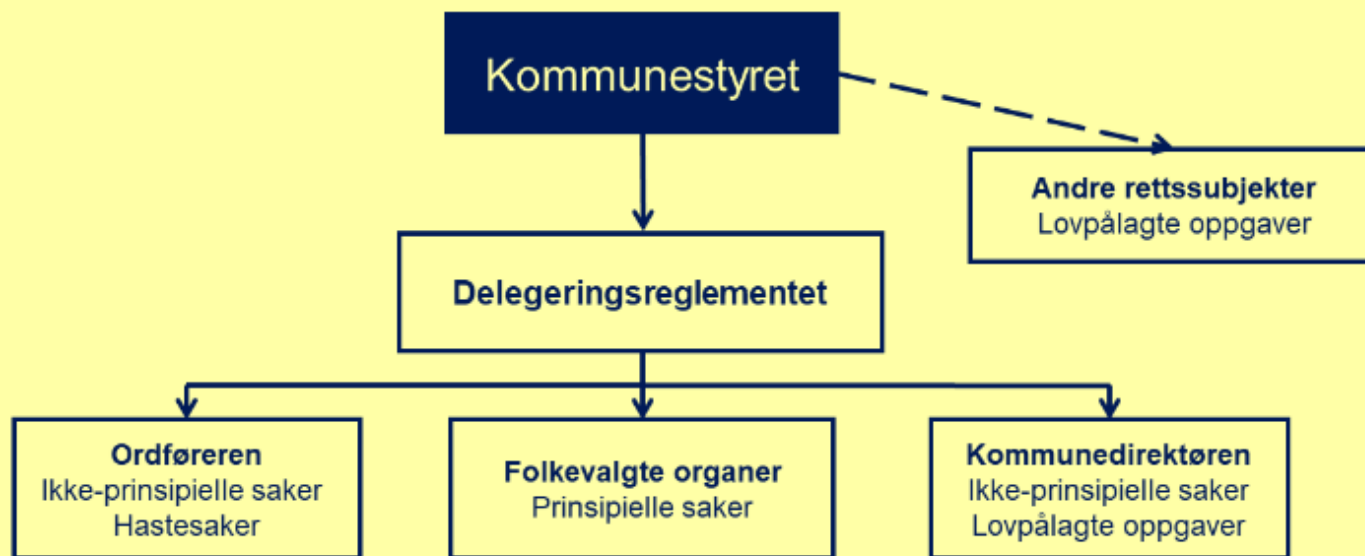 Kommunestyret
Andre rettssubjekter
Lovpålagte oppgaver
Delegeringsreglementet
Ordføreren
Ikke-prinsipielle saker
Hastesaker
Folkevalgte organer
Prinsipielle saker
Kommunedirektøren
Ikke-prinsipielle saker
Lovpålagte oppgaver